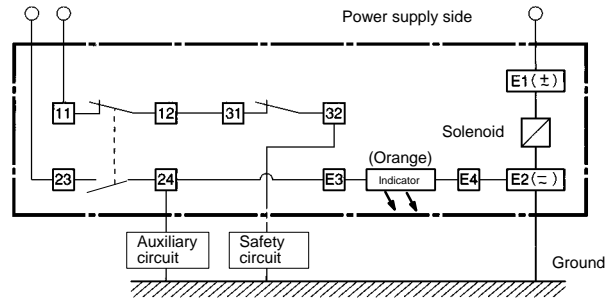 Power supply side
E1 (±)
11
12
31
32
Solenoid
(Orange)
23
24
E3
Indicator
E4
E2 (≂)
Auxiliary
circuit
Safety
circuit
Ground